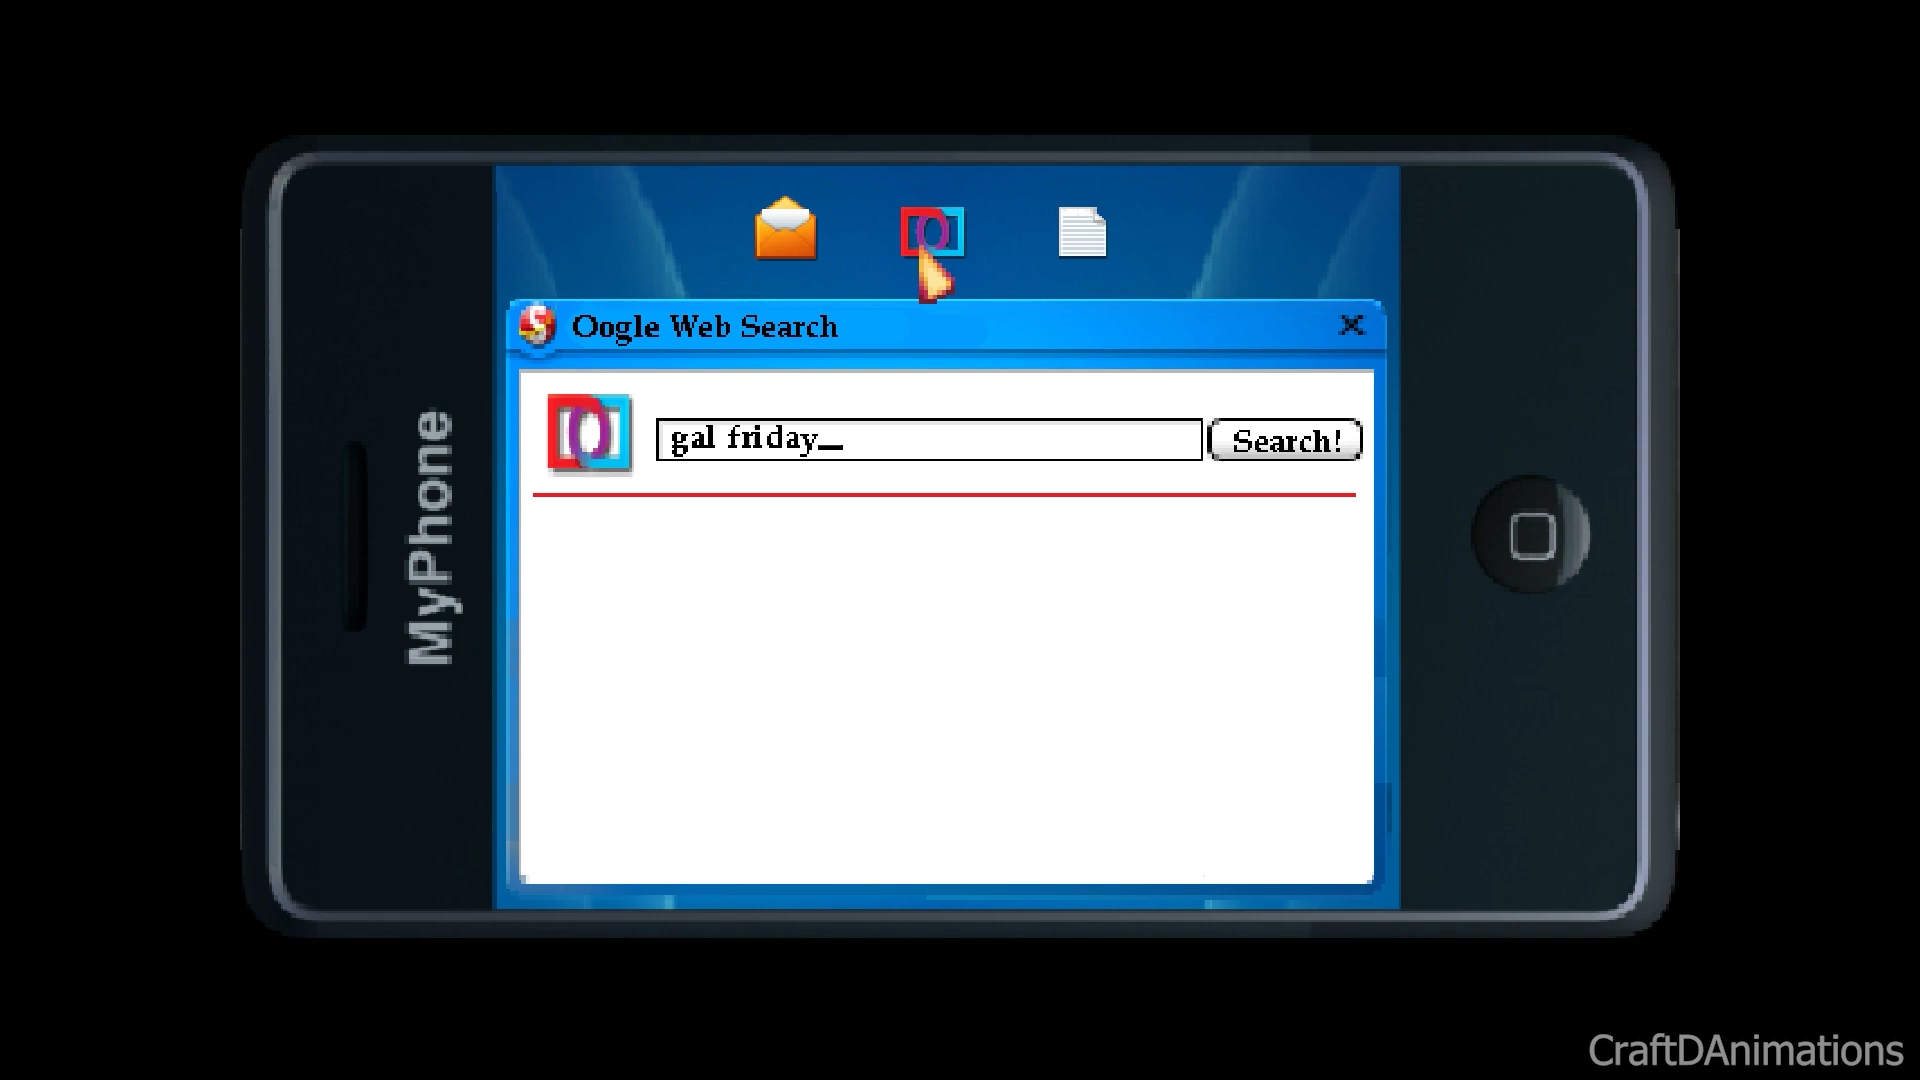 MyPhone
Oogle Web Search
gal friday_
Search!
CraftDAnimations